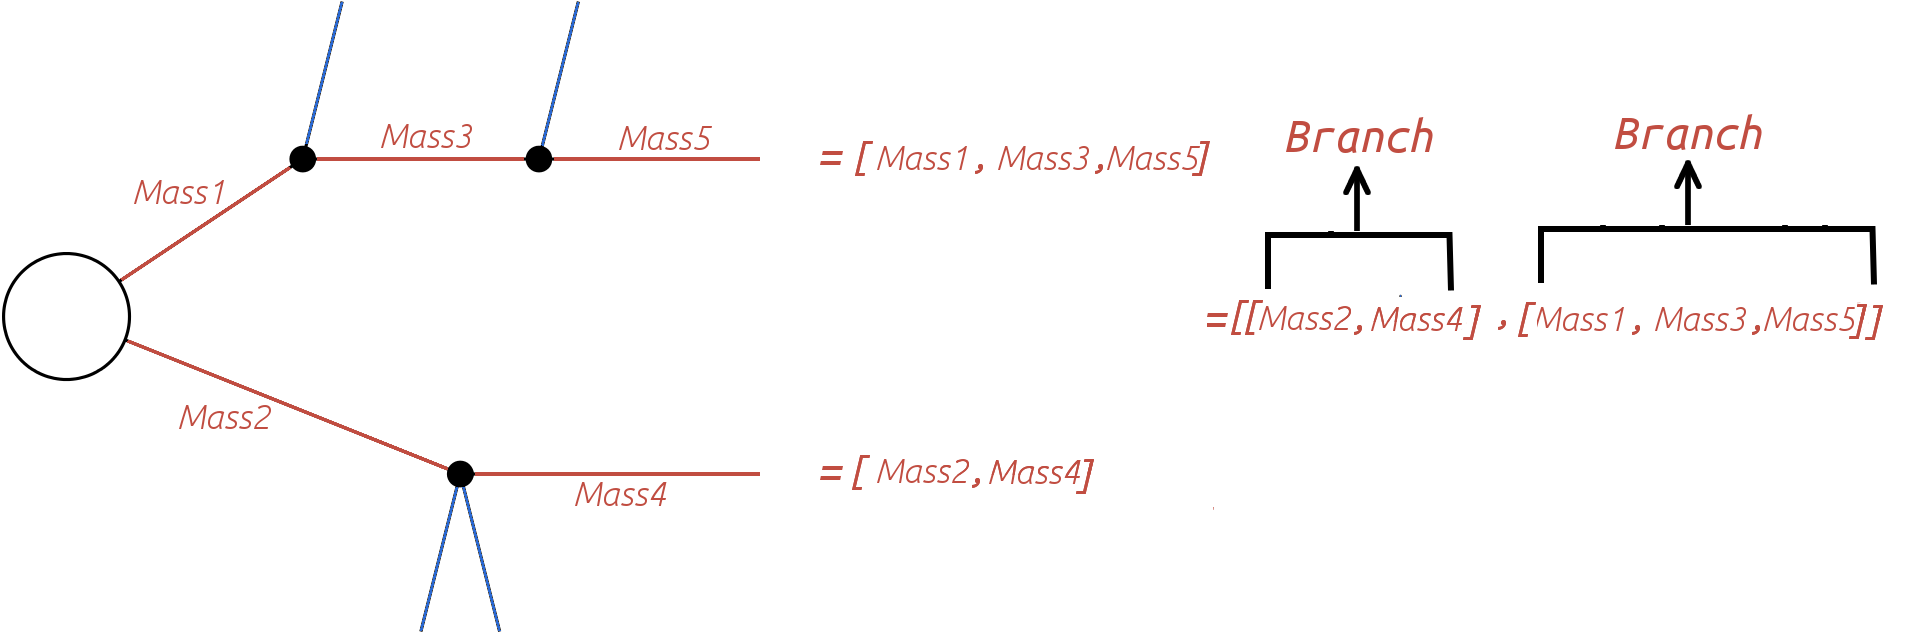 Mass1
Mass3
Mass5
= [ Mass1, Mass3,Mass5]
Mass2
Mass4
= [ Mass2,Mass4]
Branch
Branch
=[[Mass2,Mass4] ,[Mass1, Mass3,Mass5]]